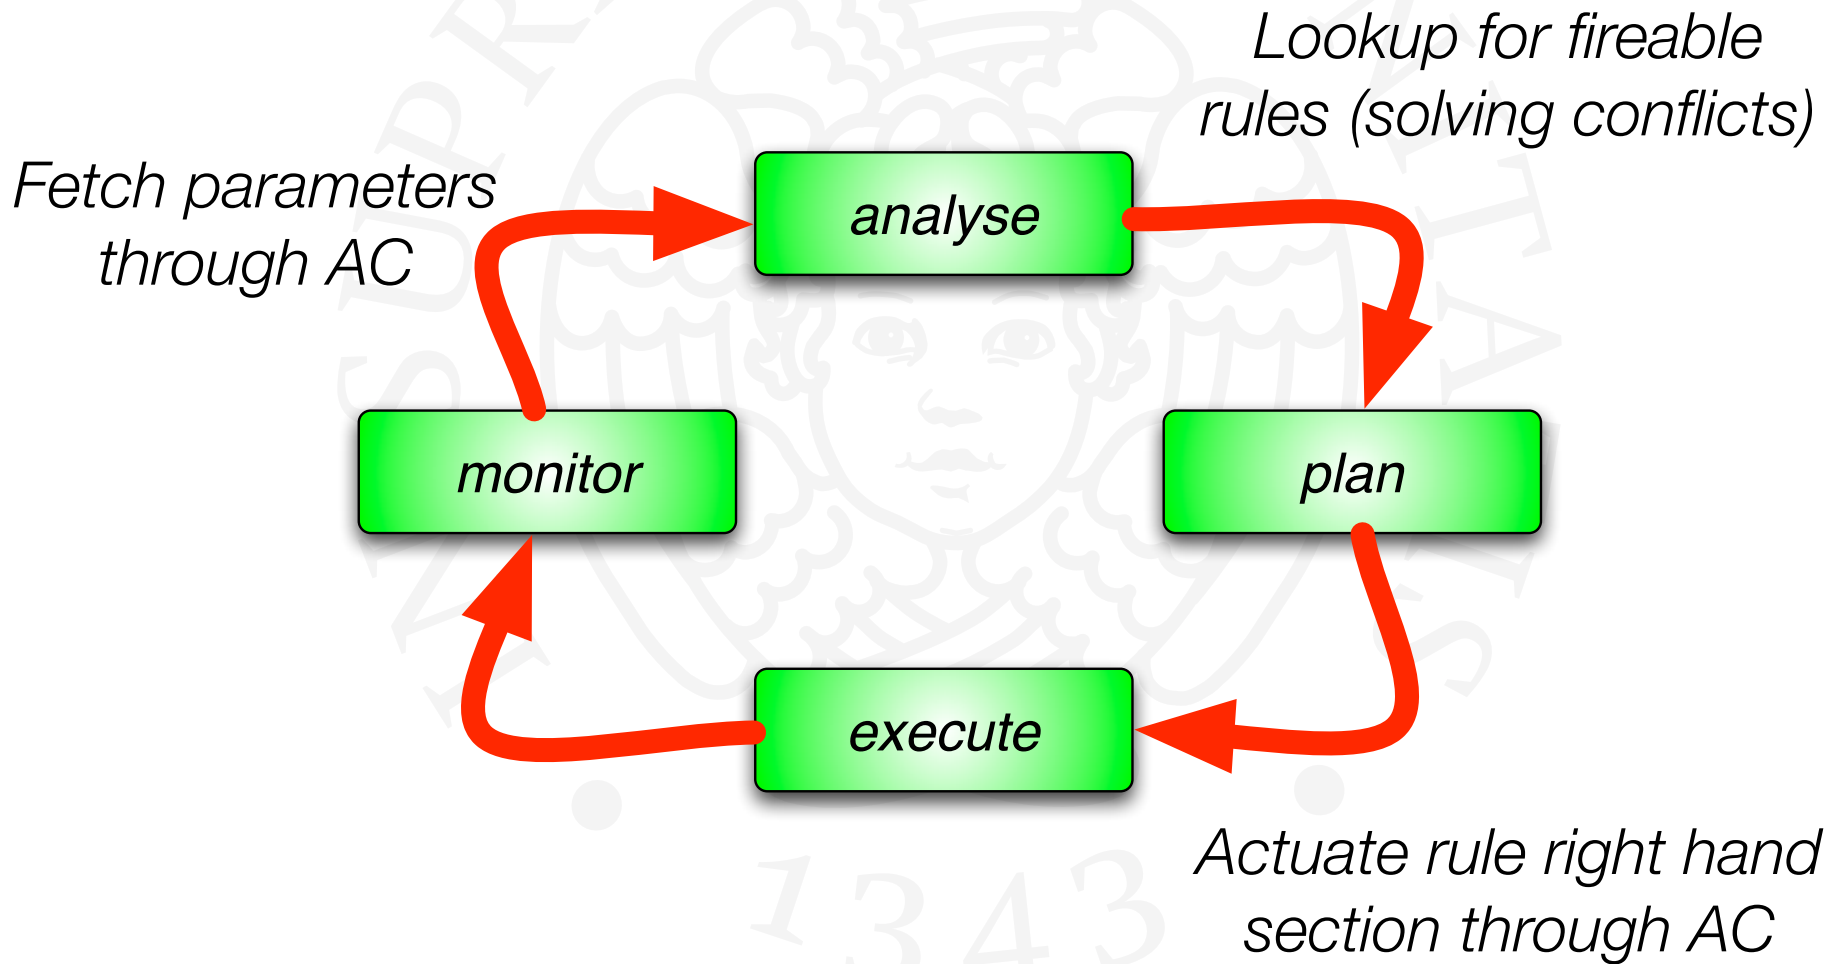 Lookup for fireable
rules (solving conflicts)
Fetch parameters
through AC
analyse
monitor
plan
execute
Actuate rule right hand
section through AC
1343